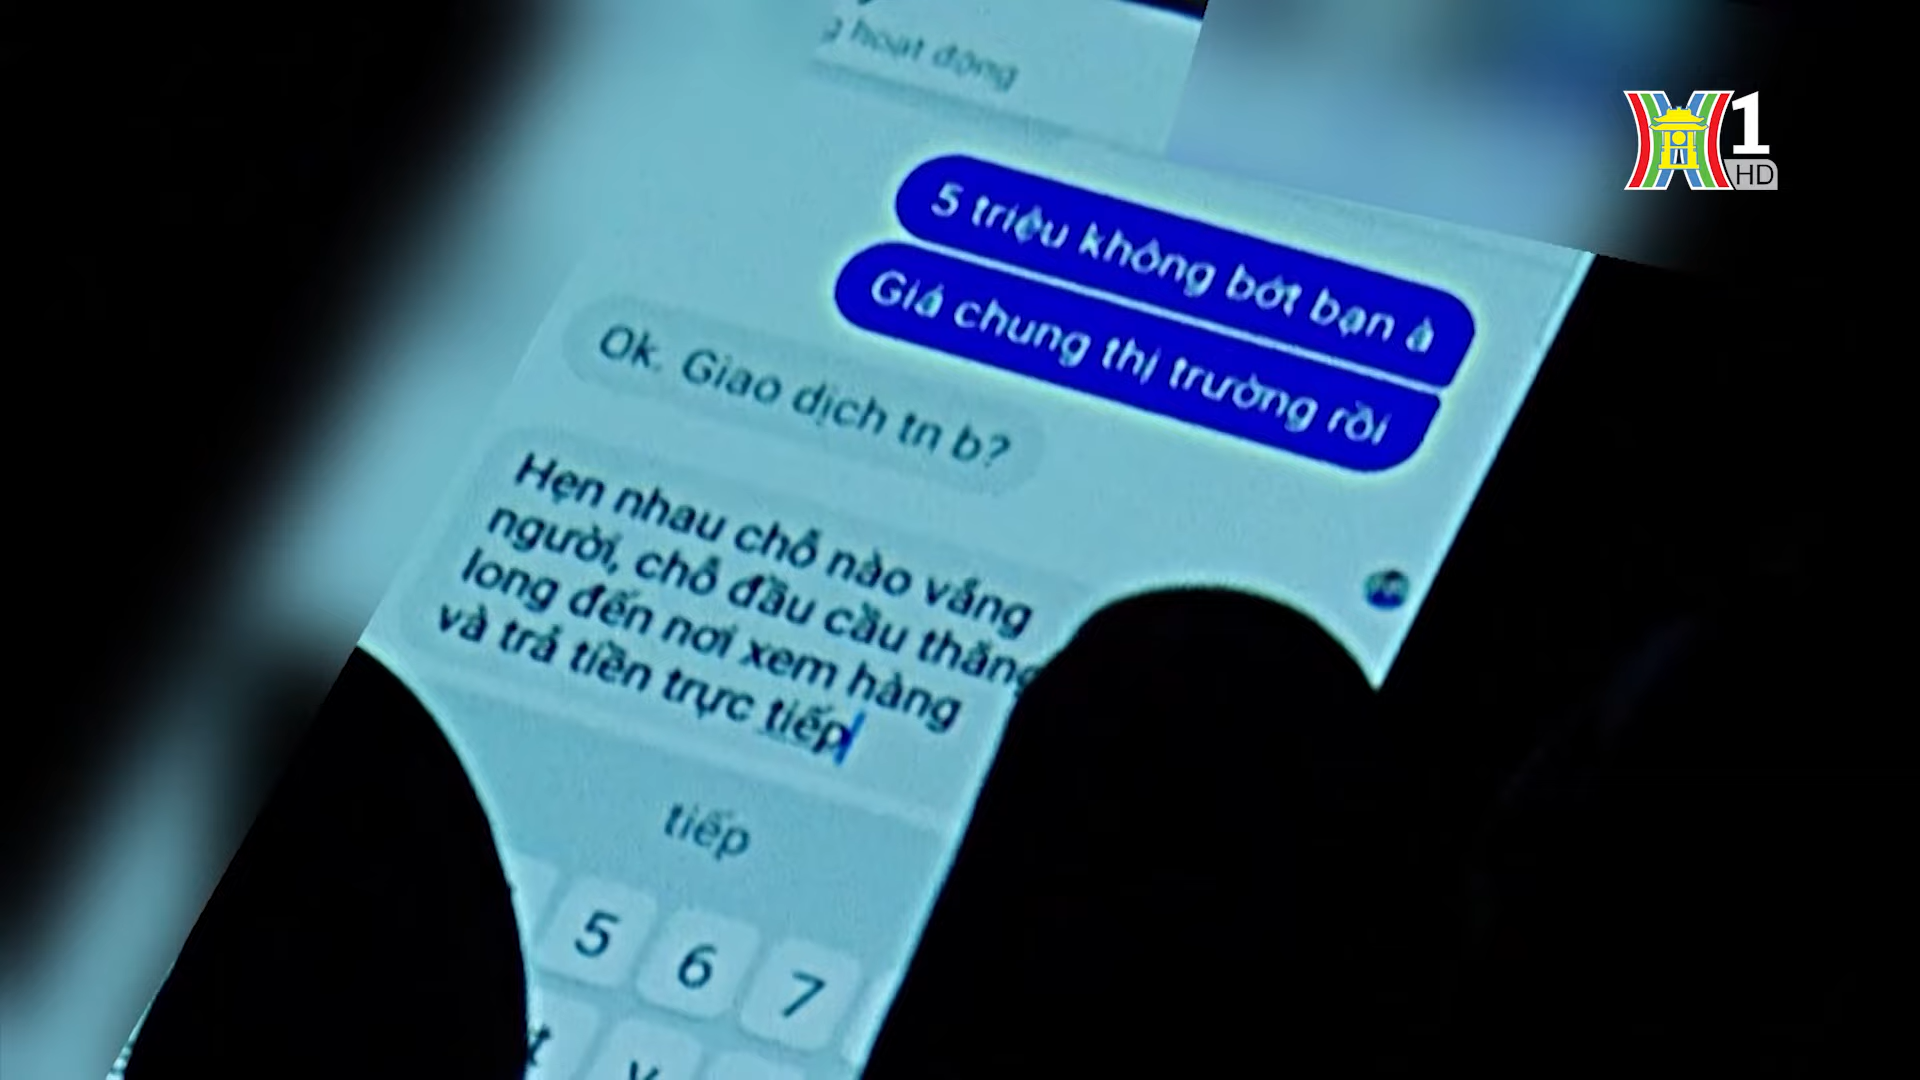 hoạt động
1
HD
5 triệu không bớt bạn à
Giá chung thị trường rồi
Ok. Giao dịch tn b?
Hẹn nhau chỗ nào vắng
người, chỗ đầu cầu thăng
long đến nơi xem hàng
và trả tiền trực tiếp
tiếp
5 6 7
t y